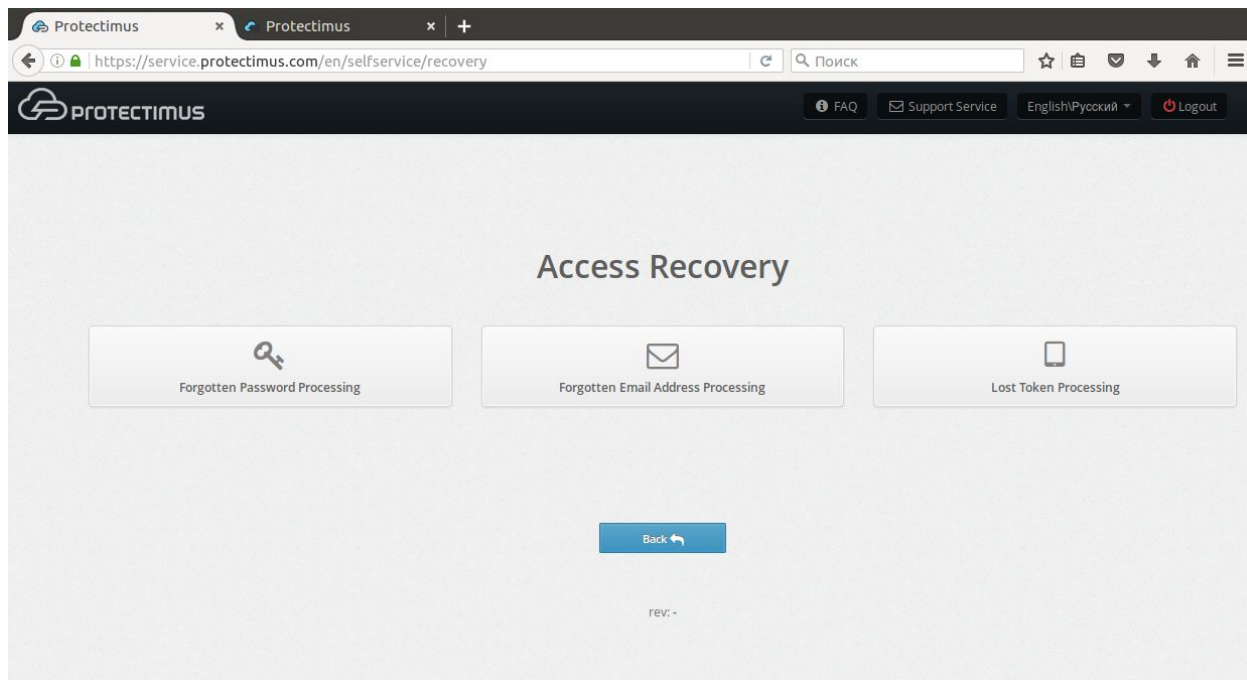 Protectimus
Protectimus
https://service.protectimus.com/en/selfservice/recovery
Поиск
PROTECTIMUS
FAQ
Support Service
English\Русский
Logout
Access Recovery
Forgotten Password Processing
Forgotten Email Address Processing
Lost Token Processing
Back
rev: -